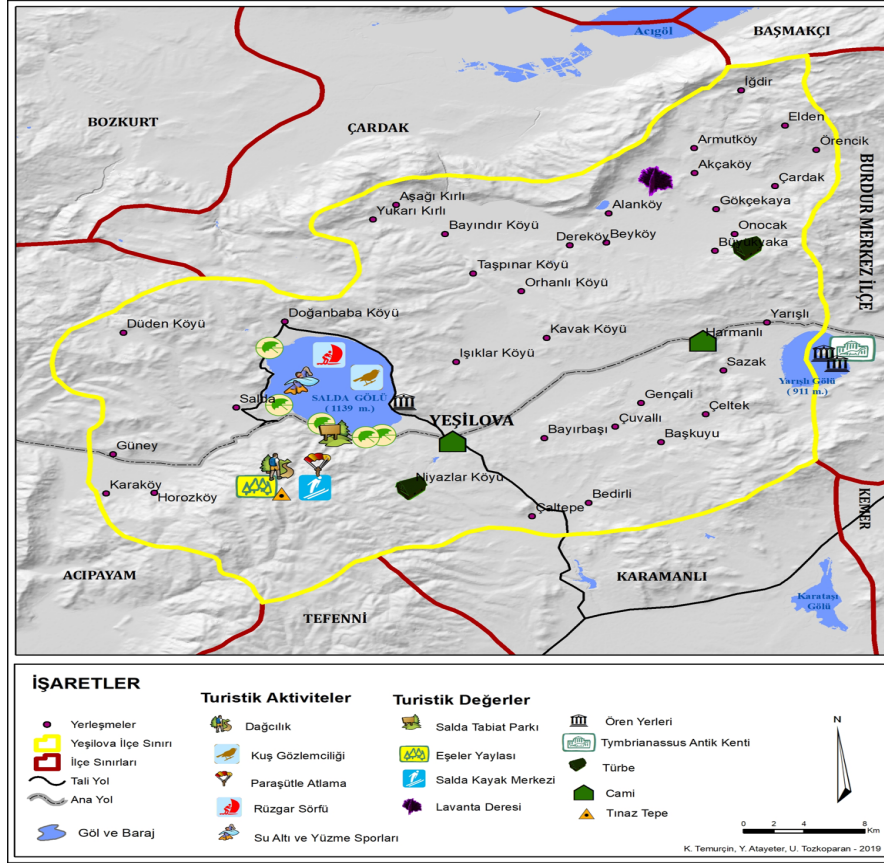 Acıgöl
BAŞMAKÇI
İğdir
BOZKURT
ÇARDAK
Elden
Armutköy
Örencik
Akçaköy
Çardak
BURDUR MERKEZ İLÇE
Aşağı Kırlı
Yukarı Kırlı
Alanköy
Gökçekaya
Bayındır Köyü
Dereköy
Beyköy
Onocak
Büyükyaka
Taşpınar Köyü
Orhanlı Köyü
Doğanbaba Köyü
Düden Köyü
Kavak Köyü
Harmanlı
Yarışlı
Işıklar Köyü
Sazak
Yarışlı Gölü
( 911 m.)
SALDA GÖLÜ
( 1139 m.)
Salda
YEŞİLOVA
Gençali
Çeltek
Çuvallı
Bayırbaşı
Başkuyu
Güney
Niyazlar Köyü
Karaköy
Horozköy
Bedirli
Çaltepe
KEMER
ACIPAYAM
KARAMANLI
TEFENNİ
Karataşı
Gölü
İŞARETLER
Yerleşmeler
Yeşilova İlçe Sınırı
İlçe Sınırları
Tali Yol
Ana Yol
Göl ve Baraj
Turistik Aktiviteler
Dağcılık
Kuş Gözlemciliği
Paraşütle Atlama
Rüzgar Sörfü
Su Altı ve Yüzme Sporları
Turistik Değerler
Salda Tabiat Parkı
Eşeler Yaylası
Salda Kayak Merkezi
Lavanta Deresi
Ören Yerleri
Tymbrianassus Antik Kenti
Türbe
Cami
Tınaz Tepe
N
0 2 4 8
Km
K. Temurçin, Y. Atayeter, U. Tozkoparan - 2019